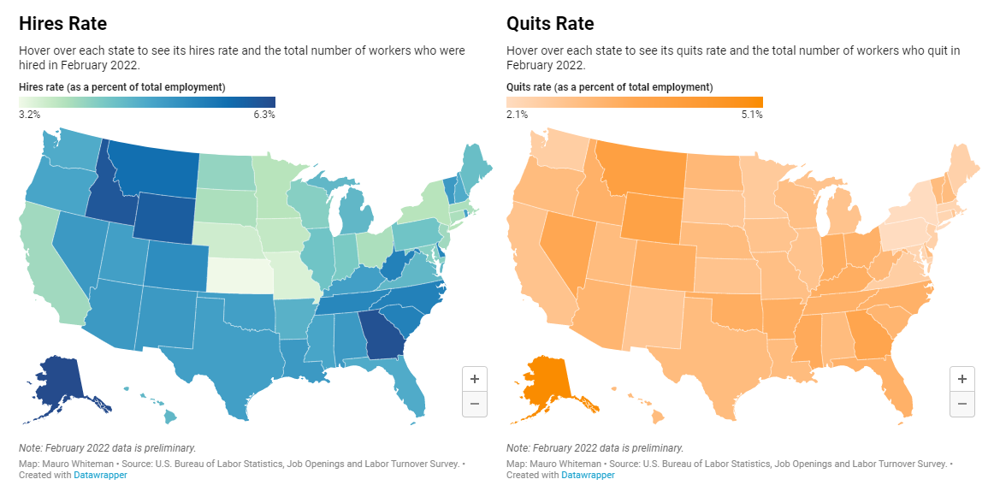 Hires Rate
Hover over each state to see its hires rate and the total number of workers who were
hired in February 2022.
Hires rate (as a percent of total employment)
3.2% 6.3%
+
−
Note: February 2022 data is preliminary.
Map: Mauro Whiteman • Source: U.S. Bureau of Labor Statistics, Job Openings and Labor Turnover Survey. •
Created with Datawrapper
Quits Rate
Hover over each state to see its quits rate and the total number of workers who quit in
February 2022.
Quits rate (as a percent of total employment)
2.1% 5.1%
+
−
Note: February 2022 data is preliminary.
Map: Mauro Whiteman • Source: U.S. Bureau of Labor Statistics, Job Openings and Labor Turnover Survey. •
Created with Datawrapper